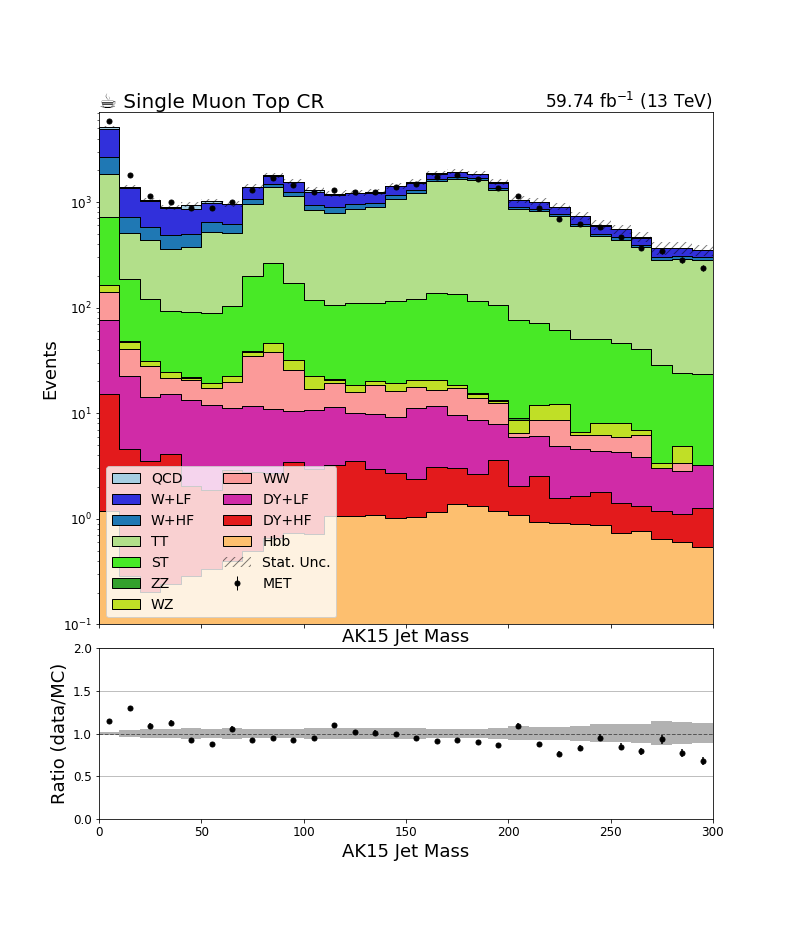 ☕ Single Muon Top CR
59.74 fb⁻¹ (13 TeV)
Events
10³
10²
10¹
10⁰
10⁻¹
QCD
W+LF
W+HF
TT
ST
ZZ
WZ
WW
DY+LF
DY+HF
Hbb
Stat. Unc.
MET
AK15 Jet Mass
Ratio (data/MC)
2.0
1.5
1.0
0.5
0.0
0 50 100 150 200 250 300
AK15 Jet Mass